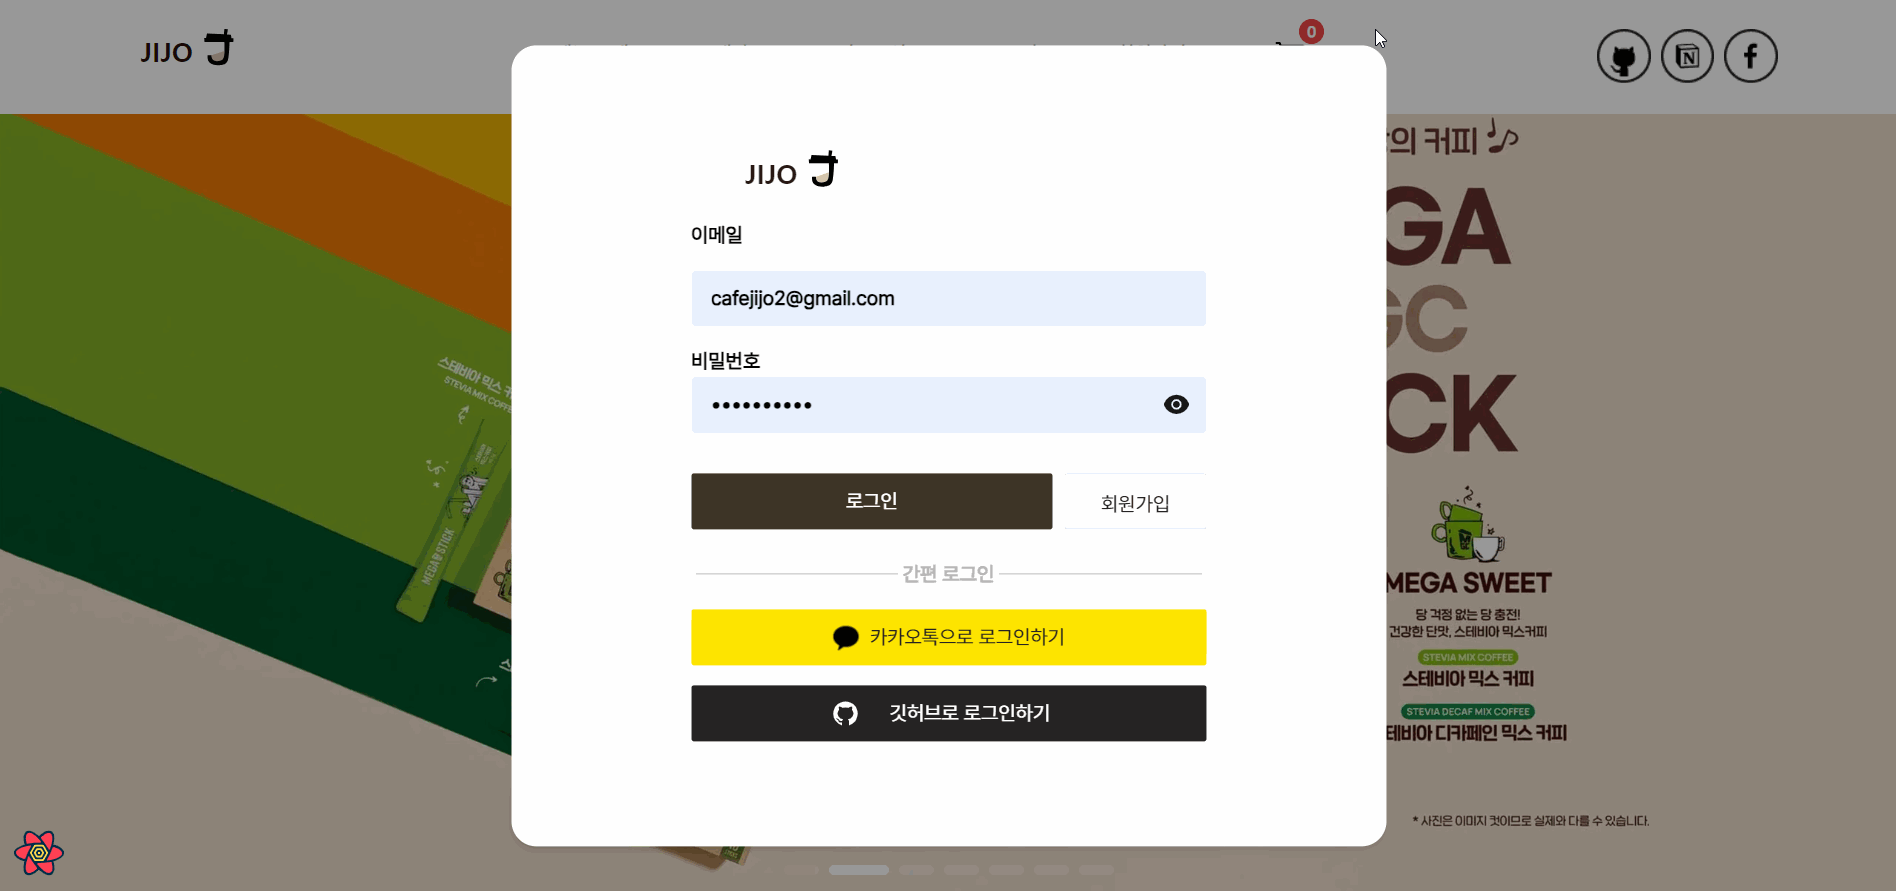 JIJO
0
N
JIJO
이메일
cafejijo2@gmail.com
비밀번호
로그인
회원가입
간편 로그인
카카오톡으로 로그인하기
깃허브로 로그인하기
의 커피
GA
GC
CK
MEGA SWEET
당 걱정 없는 당 충전!
건강한 단맛, 스테비아 믹스커피
STEVIA MIX COFFEE
스테비아 믹스 커피
STEVIA DECAF MIX COFFEE
테비아 디카페인 믹스 커피
* 사진은 이미지 컷이므로 실제와 다를 수 있습니다.
스테비아 믹스
STEVIA MIX COFFE
MEGA STICK